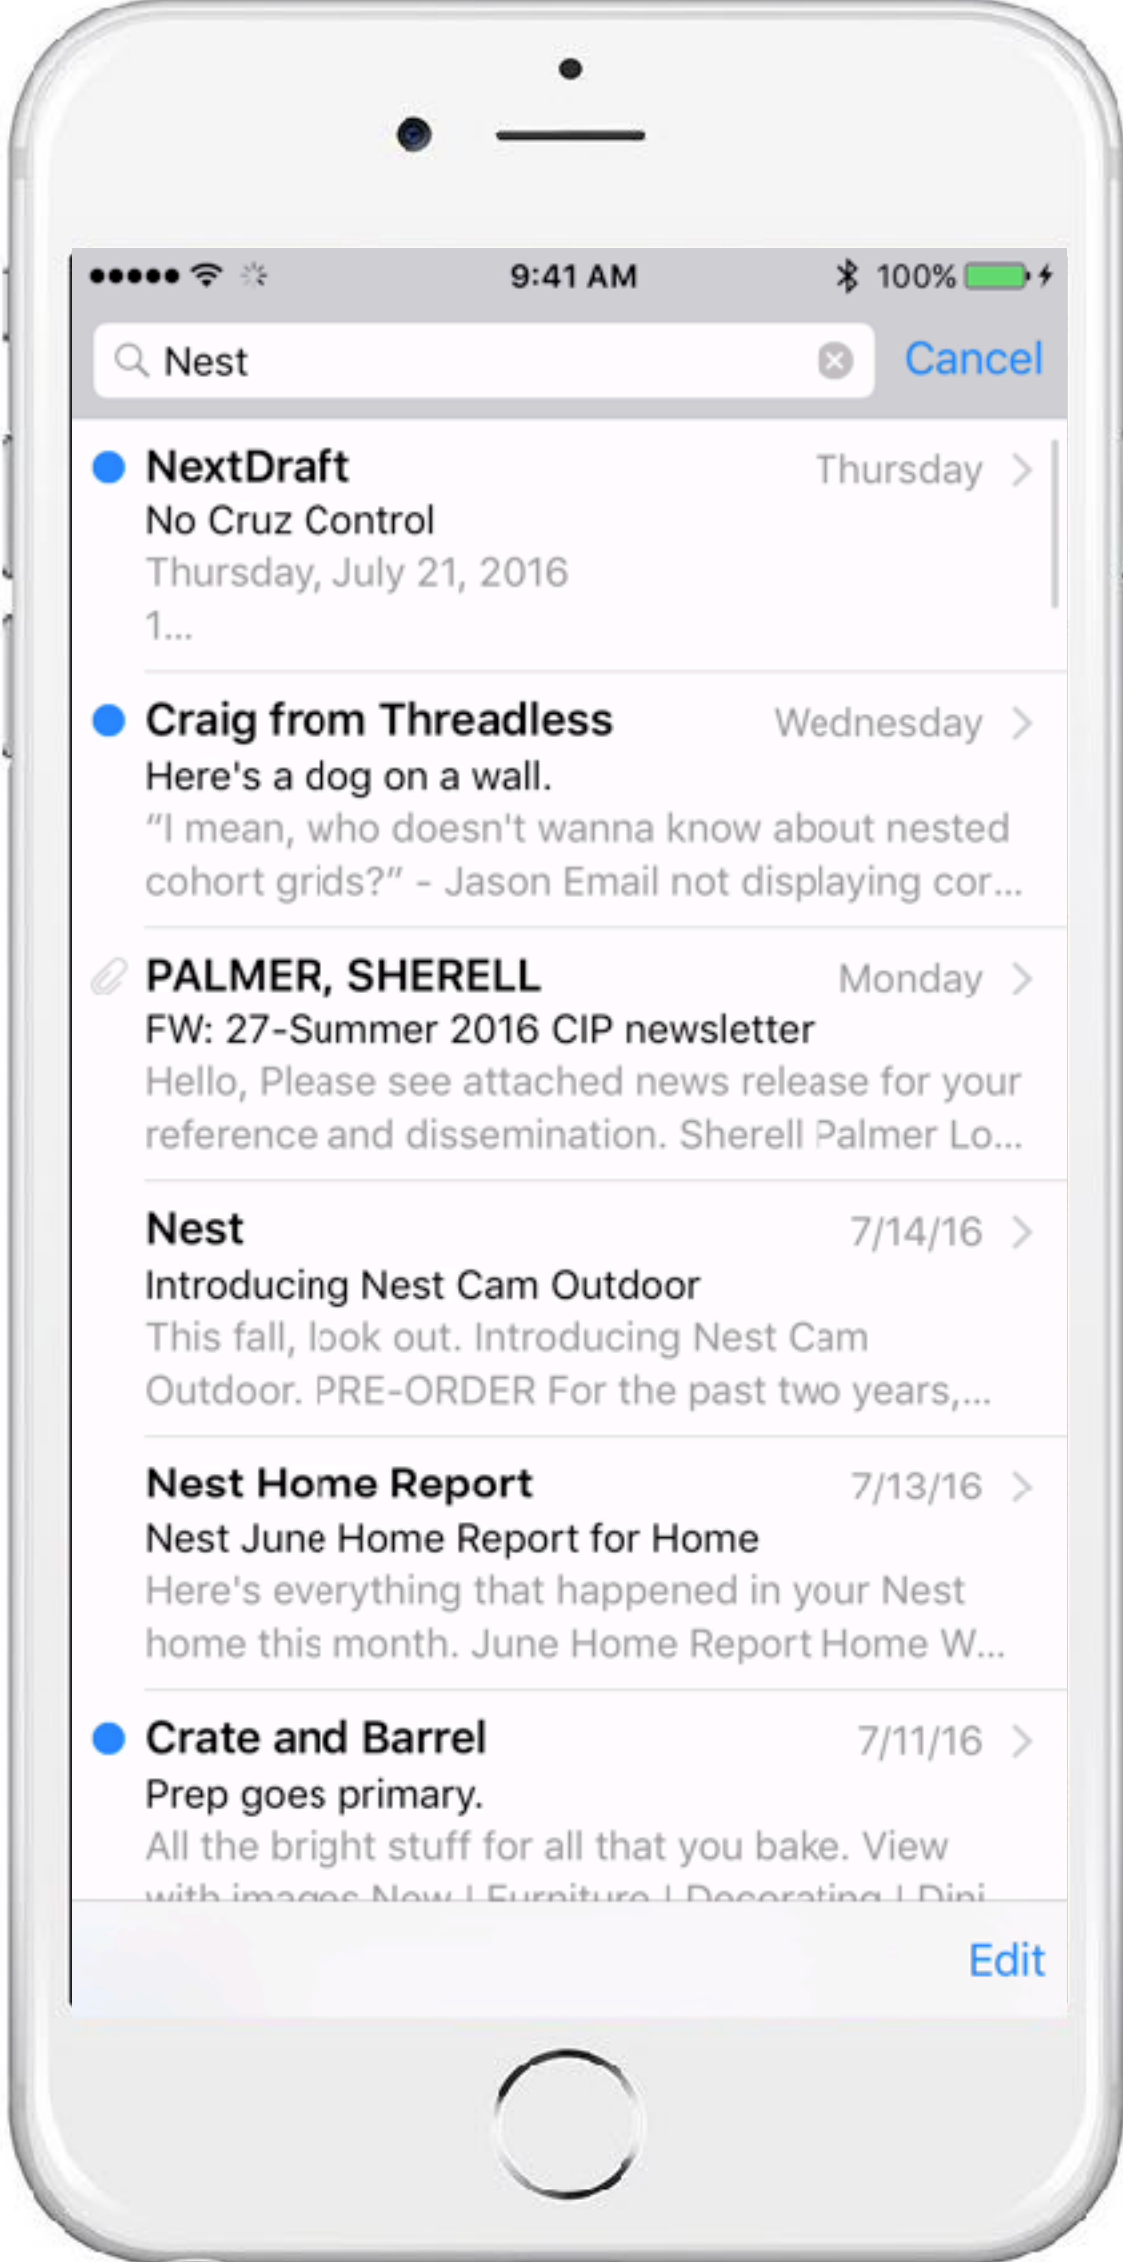 9:41 AM
100%
Nest
Cancel
NextDraft
Thursday
No Cruz Control
Thursday, July 21, 2016
1...
Craig from Threadless
Wednesday
Here's a dog on a wall.
“I mean, who doesn't wanna know about nested
cohort grids?” - Jason Email not displaying cor...
PALMER, SHERELL
Monday
FW: 27-Summer 2016 CIP newsletter
Hello, Please see attached news release for your
reference and dissemination. Sherell Palmer Lo...
Nest
7/14/16
Introducing Nest Cam Outdoor
This fall, look out. Introducing Nest Cam
Outdoor. PRE-ORDER For the past two years,...
Nest Home Report
7/13/16
Nest June Home Report for Home
Here's everything that happened in your Nest
home this month. June Home Report Home W...
Crate and Barrel
7/11/16
Prep goes primary.
All the bright stuff for all that you bake. View
with images New | Furniture | Decorating | Dini
Edit